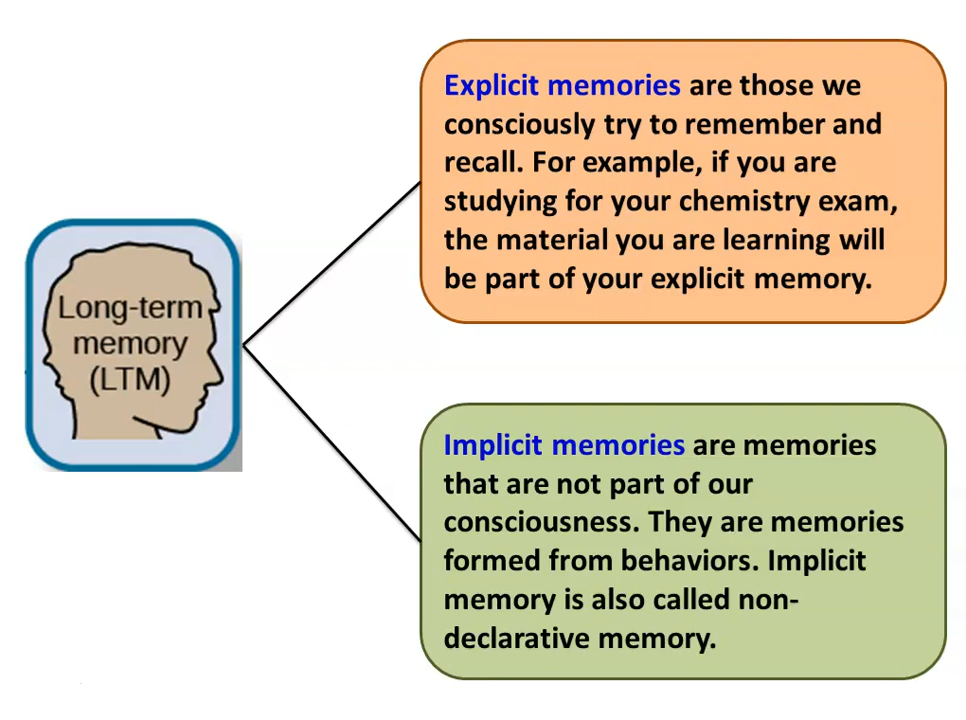 Long-term
memory
(LTM)
Explicit memories are those we
consciously try to remember and
recall. For example, if you are
studying for your chemistry exam,
the material you are learning will
be part of your explicit memory.
Implicit memories are memories
that are not part of our
consciousness. They are memories
formed from behaviors. Implicit
memory is also called non-
declarative memory.